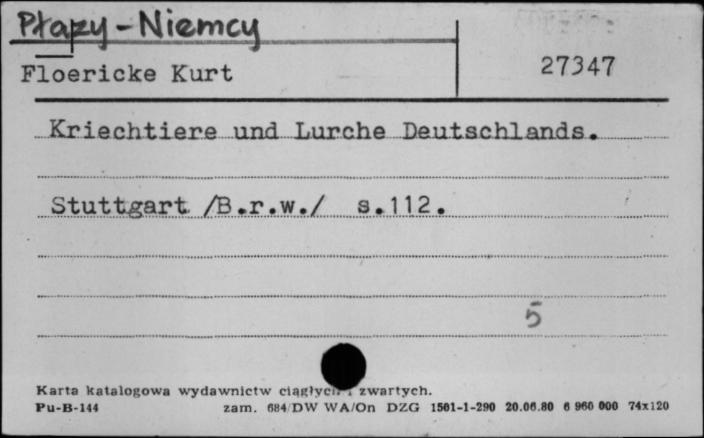 Płazy - Niemcy
Floericke Kurt
27347
Kriechtiere und Lurche Deutschlands.
Stuttgart /B.r.w./ s.112.
5
Karta katalogowa wydawnictw ciągłych i zwartych.
Pu-B-144 zam. 684/DW WA/On DZG 1501-1-290 20.06.80 6 960 000 74x120